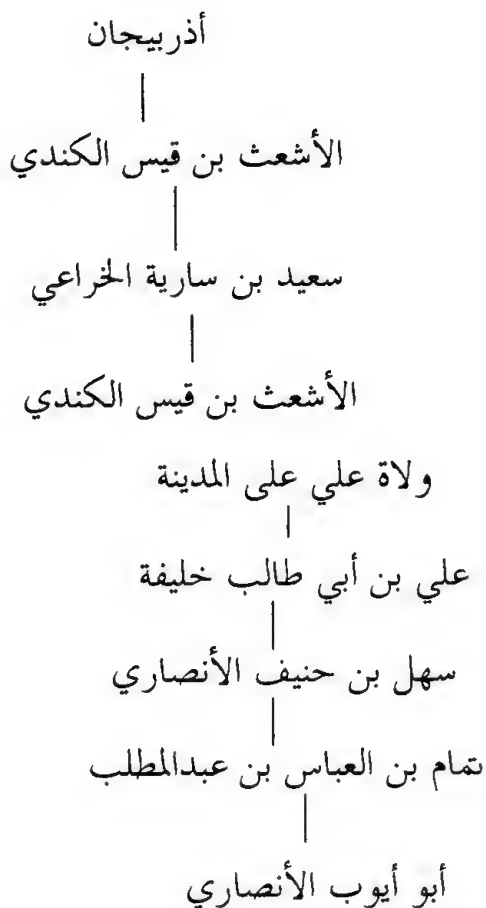 أذربيجان
الأشعث بن قيس الكندي
سعيد بن سارية الخراعي
الأشعث بن قيس الكندي
ولاة علي على المدينة
علي بن أبي طالب خليفة
سهل بن حنيف الأنصاري
تمام بن العباس بن عبدالمطلب
أبو أيوب الأنصاري